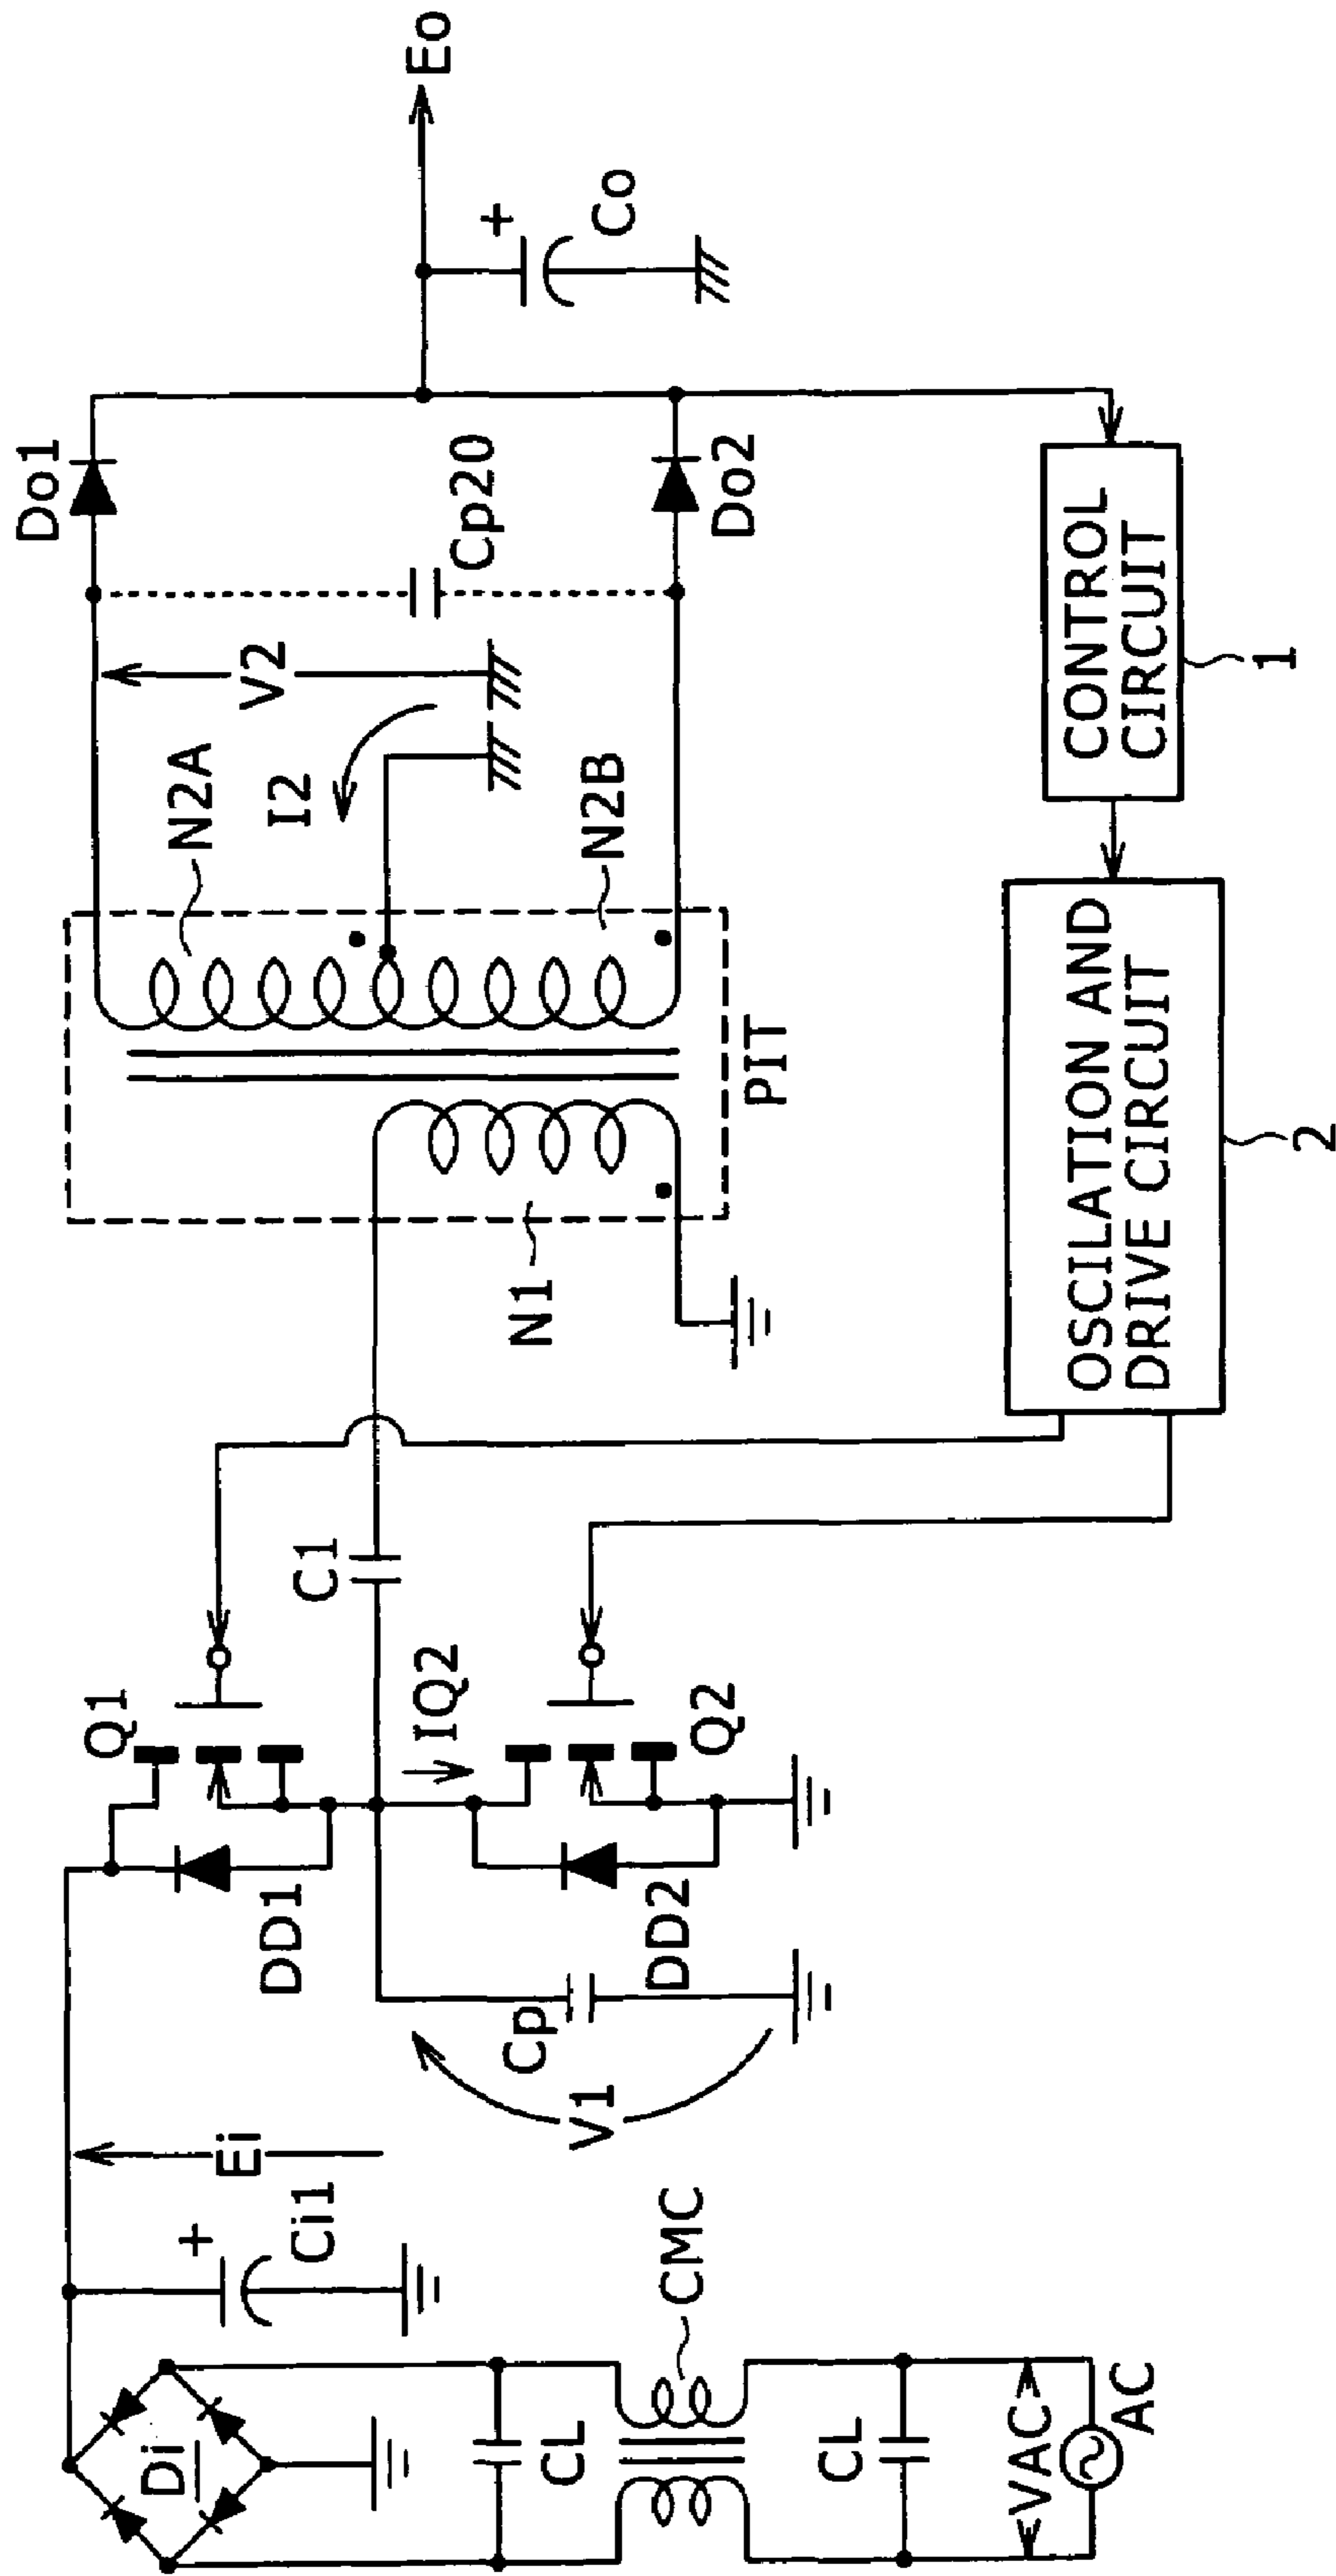 Di
CL
CMC
CL
VAC
AC
+
Ci1
Ei
V1
Cp
DD1
DD2
Q1
Q2
IQ2
C1
N1
PIT
N2A
N2B
I2
V2
Cp20
Do1
Do2
+
Co
Eo
CONTROL
CIRCUIT
1
OSCILATION AND
DRIVE CIRCUIT
2